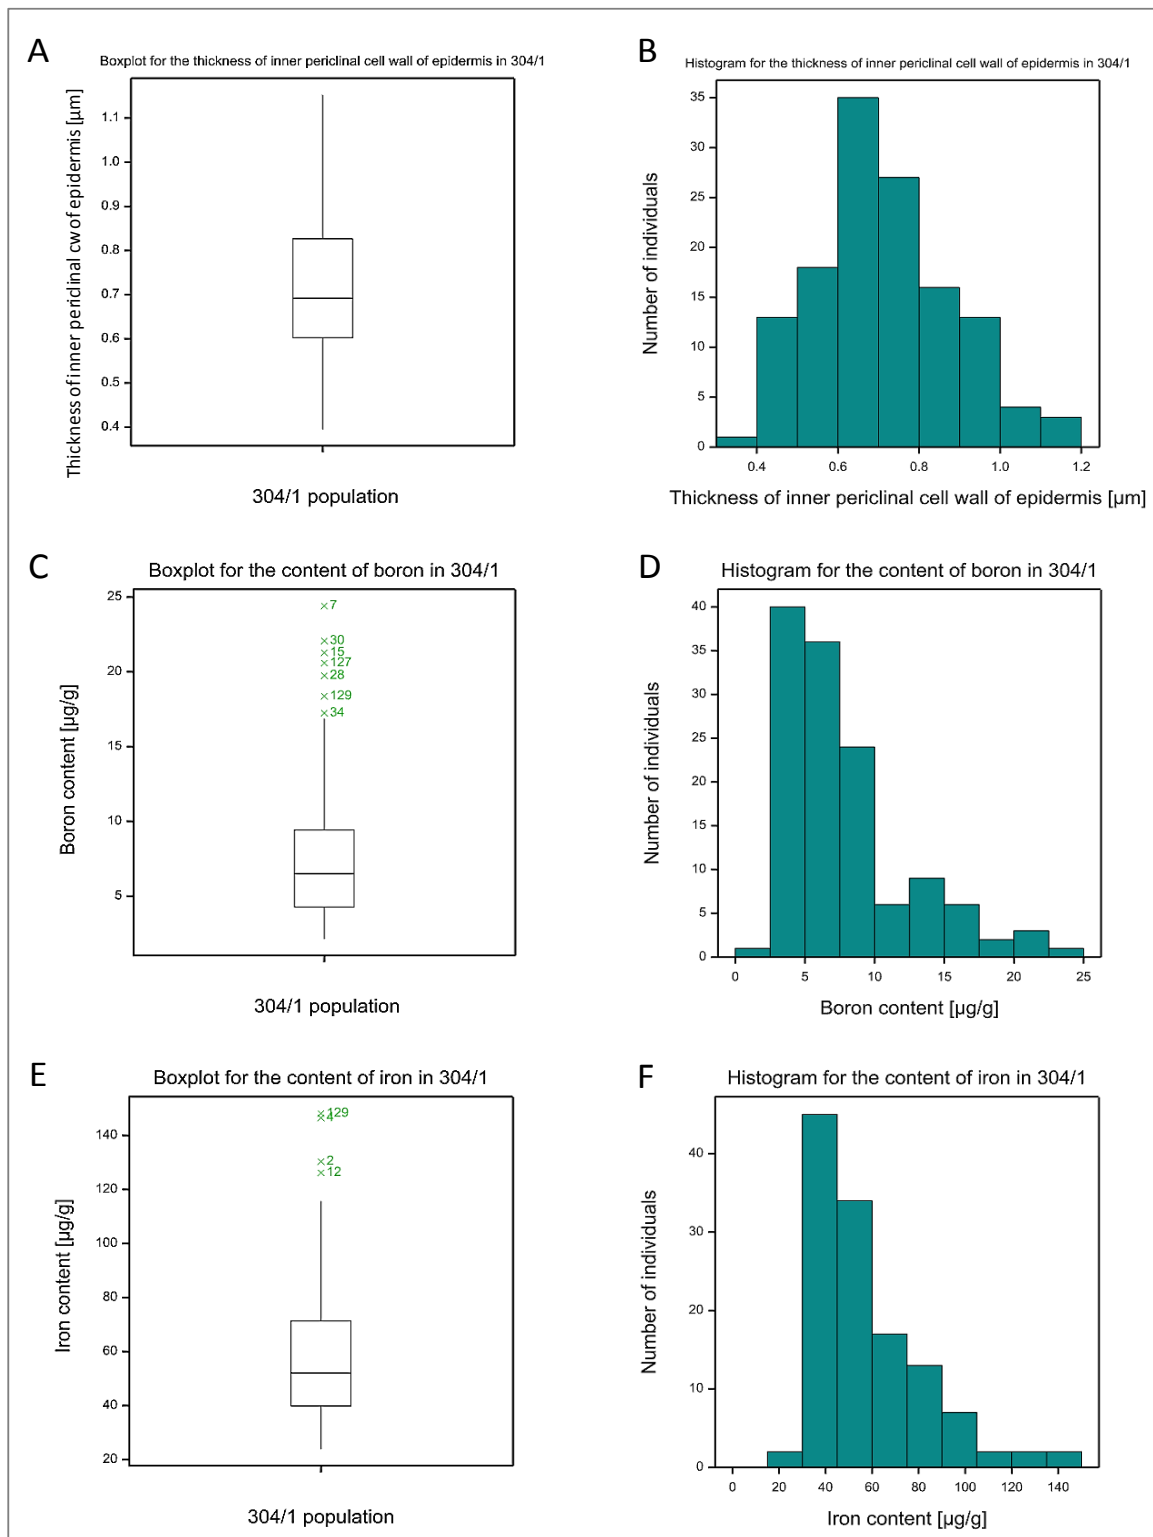 A
Boxplot for the thickness of inner periclinal cell wall of epidermis in 304/1
Thickness of inner periclinal cw of epidermis [µm]
1.1
1.0
0.9
0.8
0.7
0.6
0.5
0.4
304/1 population
B
Histogram for the thickness of inner periclinal cell wall of epidermis in 304/1
Number of individuals
35
30
25
20
15
10
5
0
0.4 0.6 0.8 1.0 1.2
Thickness of inner periclinal cell wall of epidermis [µm]
C
Boxplot for the content of boron in 304/1
Boron content [µg/g]
25
20
15
10
5
×7
×30
×15
×127
×28
×129
×34
304/1 population
D
Histogram for the content of boron in 304/1
Number of individuals
40
35
30
25
20
15
10
5
0
0 5 10 15 20 25
Boron content [µg/g]
E
Boxplot for the content of iron in 304/1
Iron content [µg/g]
140
120
100
80
60
40
20
×129
×4
×2
×12
304/1 population
F
Histogram for the content of iron in 304/1
Number of individuals
40
30
20
10
0
0 20 40 60 80 100 120 140
Iron content [µg/g]